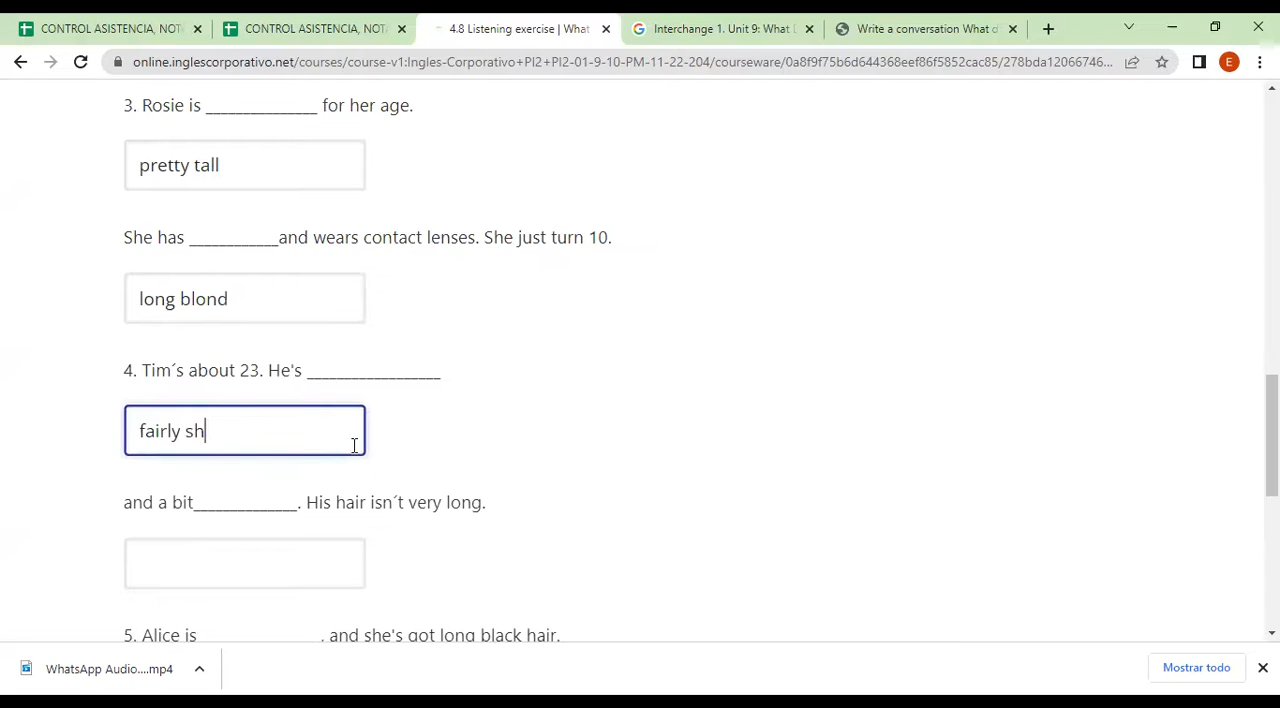 CONTROL ASISTENCIA, NOT
CONTROL ASISTENCIA, NOT
4.8 Listening exercise | What
Interchange 1. Unit 9: What
Write a conversation What d
online.inglescorporativo.net/courses/course-v1:Ingles-Corporativo+PI2+PI2-01-9-10-PM-11-22-204/courseware/0a8f9f75b6d644368eef86f5852cac85/278bda12066746...
E
3. Rosie is _______________ for her age.
pretty tall
She has ____________and wears contact lenses. She just turn 10.
long blond
4. Tim´s about 23. He's __________________
fairly sh
and a bit______________. His hair isn´t very long.
5. Alice is ________________, and she's got long black hair.
WhatsApp Audio....mp4
Mostrar todo